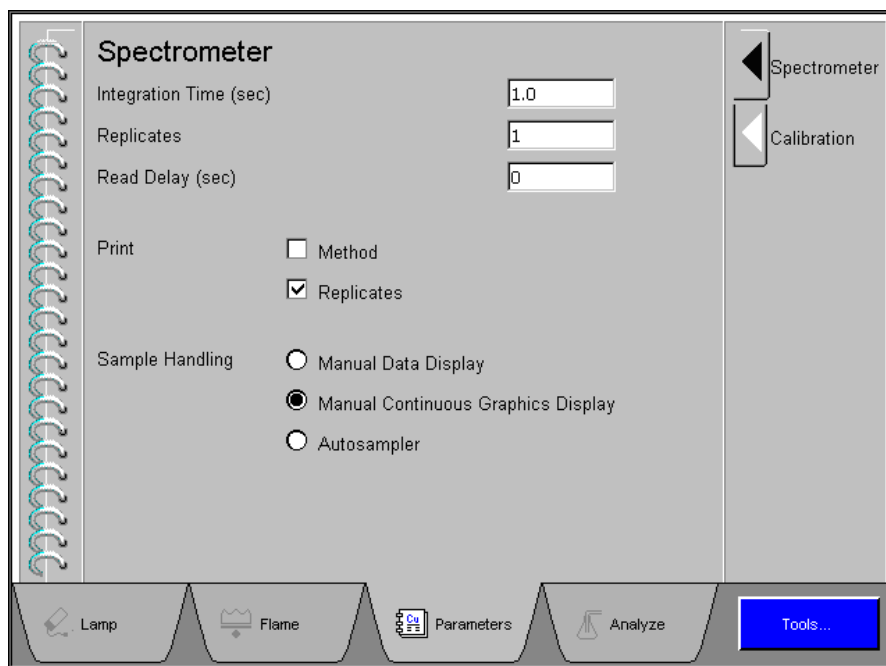 Spectrometer
Integration Time (sec) 1.0
Replicates 1
Read Delay (sec) 0
Print
Method
Replicates
Sample Handling
Manual Data Display
Manual Continuous Graphics Display
Autosampler
Spectrometer
Calibration
Lamp
Flame
Cu
Parameters
Analyze
Tools...